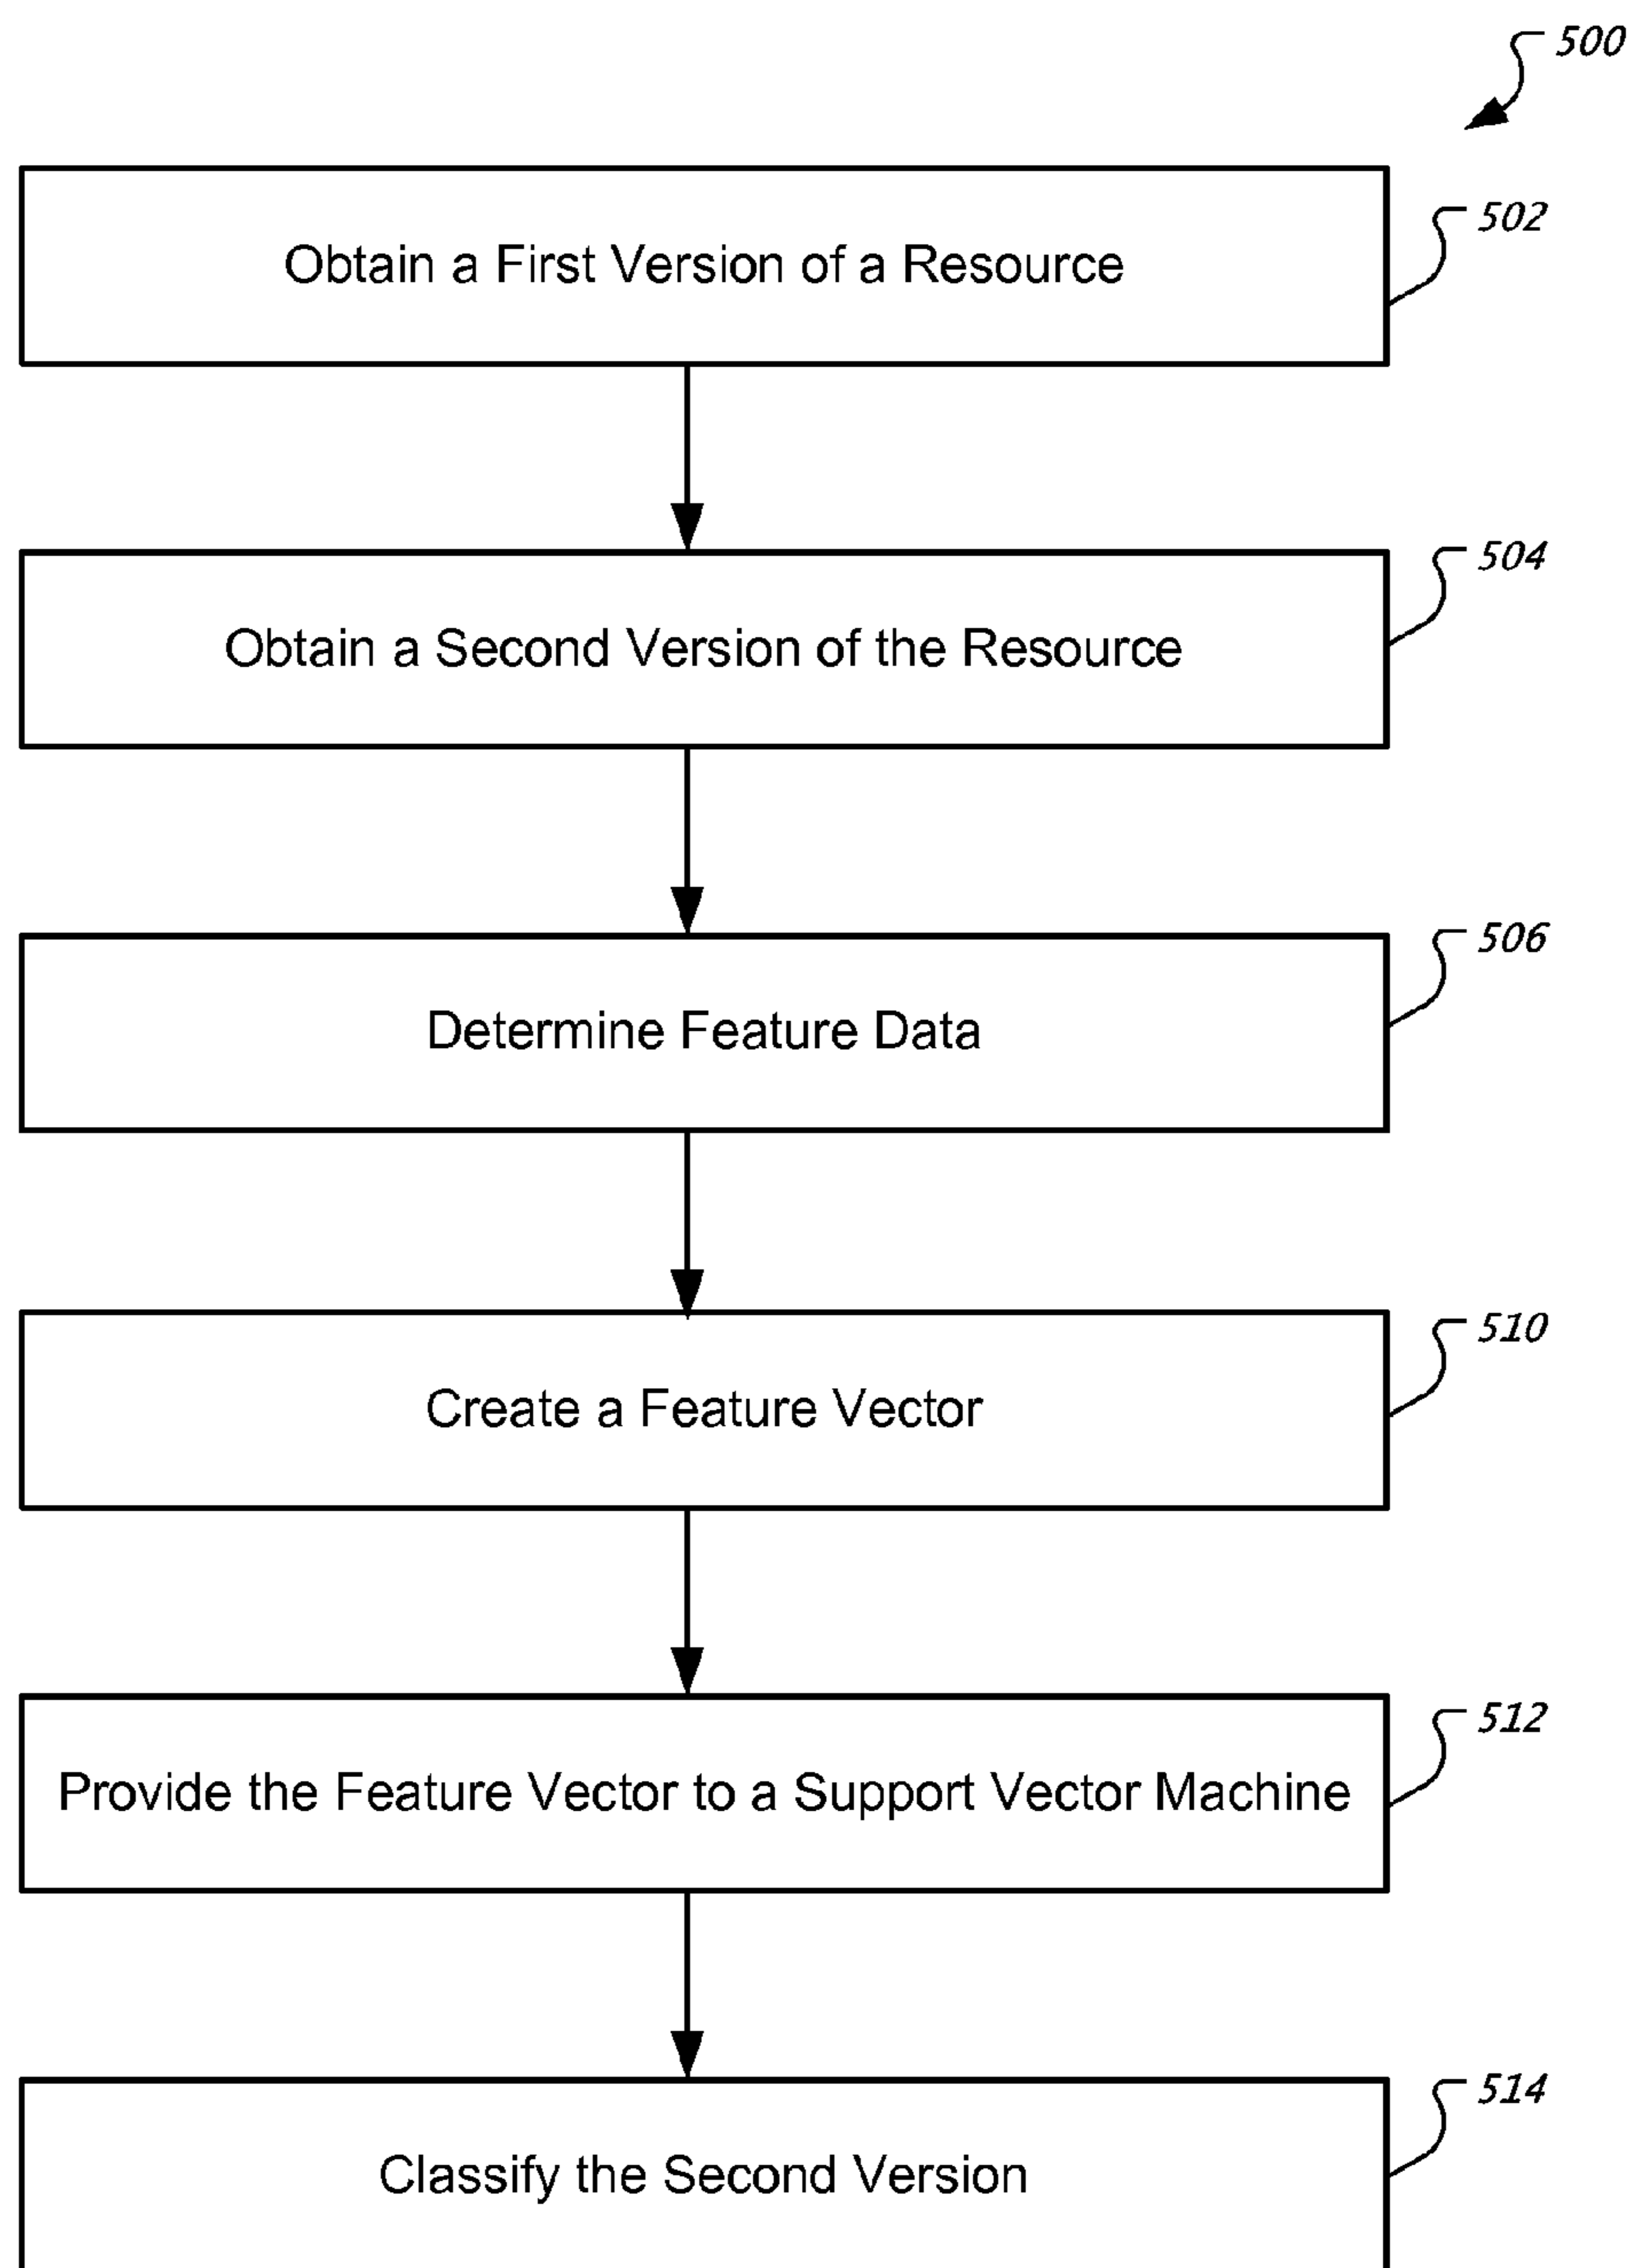 500
Obtain a First Version of a Resource
502
Obtain a Second Version of the Resource
504
Determine Feature Data
506
Create a Feature Vector
510
Provide the Feature Vector to a Support Vector Machine
512
Classify the Second Version
514